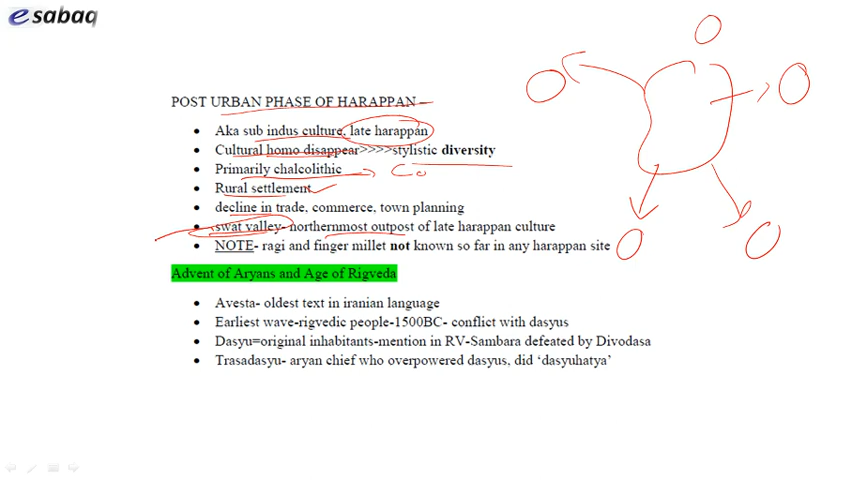 esabaq
POST URBAN PHASE OF HARAPPAN –
Aka sub indus culture, late harappan
Cultural homo disappear>>>>stylistic diversity
Primarily chalcolithic Co
Rural settlement
decline in trade, commerce, town planning
swat valley- northernmost outpost of late harappan culture
NOTE- ragi and finger millet not known so far in any harappan site
Advent of Aryans and Age of Rigveda
Avesta- oldest text in iranian language
Earliest wave-rigvedic people-1500BC- conflict with dasyus
Dasyu=original inhabitants-mention in RV-Sambara defeated by Divodasa
Trasadasyu- aryan chief who overpowered dasyus, did ‘dasyuhatya’